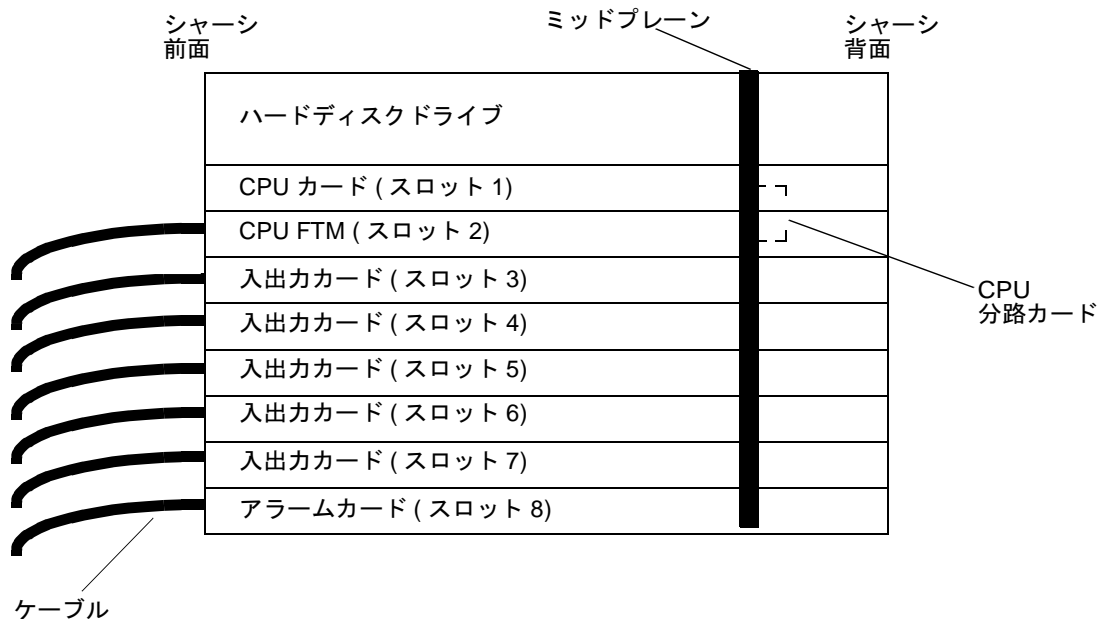 シャーシ
前面
ミッドプレーン
シャーシ
背面
ハードディスクドライブ
CPU カード ( スロット 1)
CPU FTM ( スロット 2)
入出力カード ( スロット 3)
入出力カード ( スロット 4)
入出力カード ( スロット 5)
入出力カード ( スロット 6)
入出力カード ( スロット 7)
アラームカード ( スロット 8)
CPU
分路カード
ケーブル